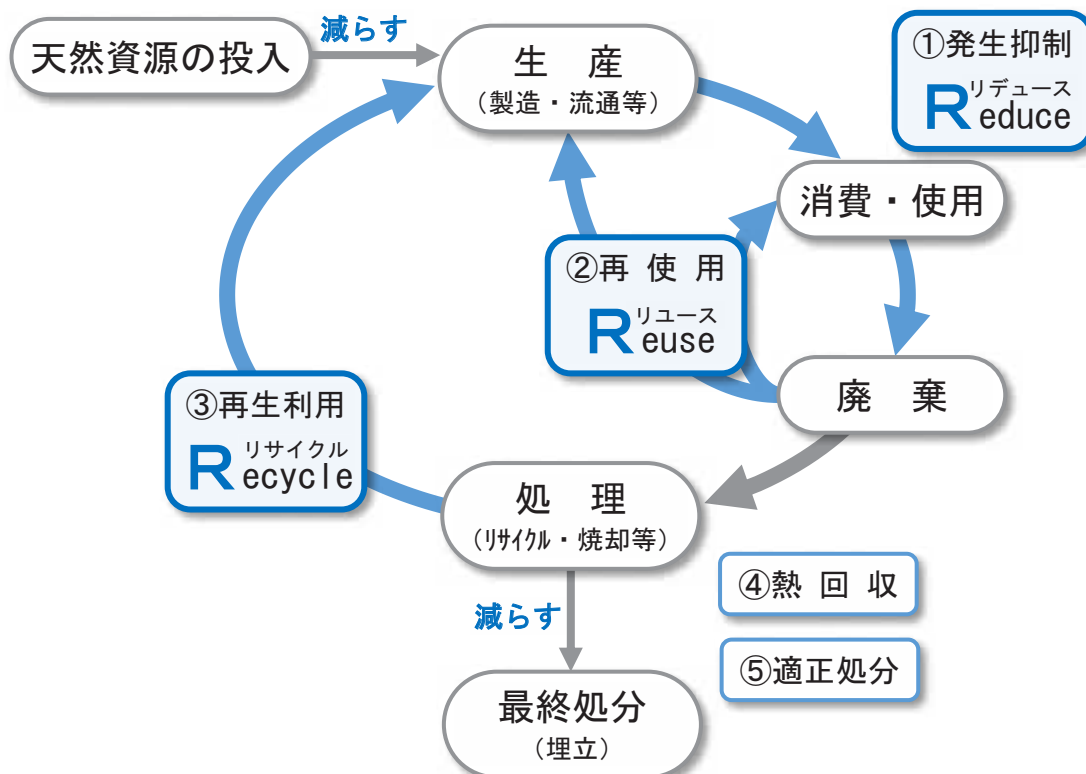 減らす
天然資源の投入
生産
（製造・流通等）
①発生抑制
リデュース
Reduce
消費・使用
②再使用
リユース
Reuse
廃棄
③再生利用
リサイクル
Recycle
処理
（ﾘｻｲｸﾙ・焼却等）
④熱回収
減らす
⑤適正処分
最終処分
（埋立）